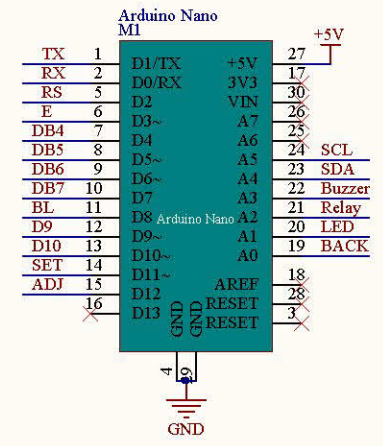 Arduino Nano
M1
+5V
TX 1 D1/TX +5V 27
RX 2 D0/RX 3V3 17
RS 5 D2 VIN 30
E 6 D3~ A7 26
DB4 7 D4 A6 25
DB5 8 D5~ A5 24 SCL
DB6 9 D6~ A4 23 SDA
DB7 10 D7 A3 22 Buzzer
BL 11 D8 Arduino Nano A2 21 Relay
D9 12 D9~ A1 20 LED
D10 13 D10~ A0 19 BACK
SET 14 D11~
ADJ 15 D12 AREF 18
16 D13 RESET 28
RESET 3
GND GND
4
GND